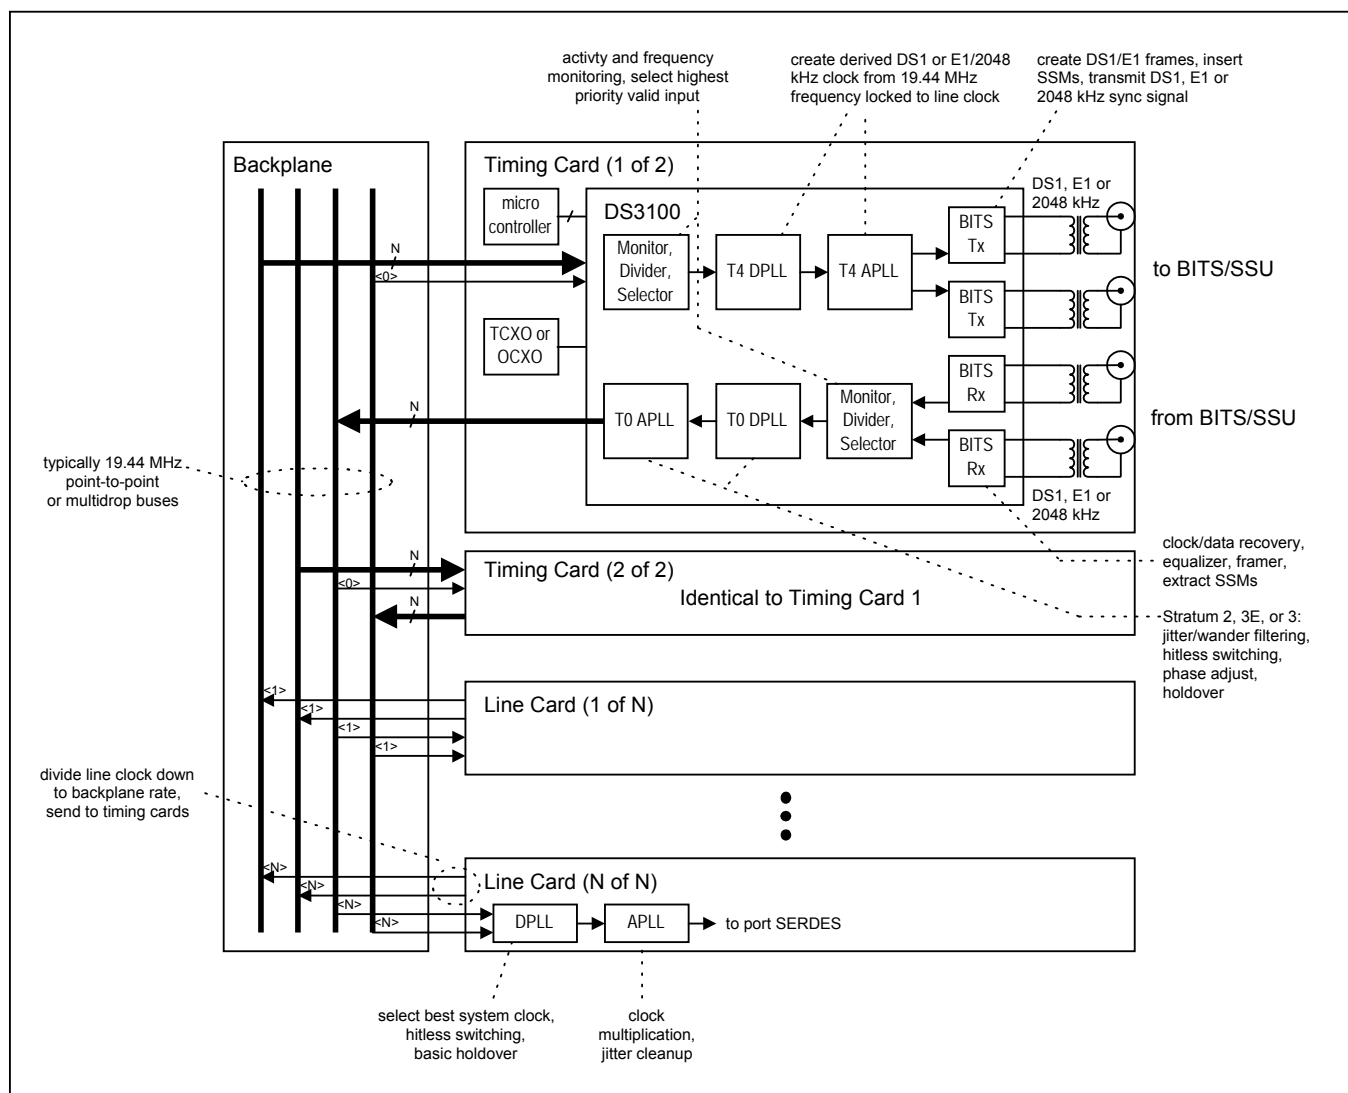 activty and frequency
monitoring, select highest
priority valid input
create derived DS1 or E1/2048
kHz clock from 19.44 MHz
frequency locked to line clock
create DS1/E1 frames, insert
SSMs, transmit DS1, E1 or
2048 kHz sync signal
Backplane
Timing Card (1 of 2)
micro
controller
DS3100
DS1, E1 or
2048 kHz
N
<0>
Monitor,
Divider,
Selector
T4 DPLL
T4 APLL
BITS
Tx
BITS
Tx
to BITS/SSU
TCXO or
OCXO
N
T0 APLL
T0 DPLL
Monitor,
Divider,
Selector
BITS
Rx
BITS
Rx
from BITS/SSU
DS1, E1 or
2048 kHz
typically 19.44 MHz
point-to-point
or multidrop buses
N
<0>
N
Timing Card (2 of 2)
Identical to Timing Card 1
clock/data recovery,
equalizer, framer,
extract SSMs
Stratum 2, 3E, or 3:
jitter/wander filtering,
hitless switching,
phase adjust,
holdover
<1>
<1>
<1>
<1>
Line Card (1 of N)
divide line clock down
to backplane rate,
send to timing cards
<N>
<N>
<N>
<N>
Line Card (N of N)
DPLL
APLL
to port SERDES
select best system clock,
hitless switching,
basic holdover
clock
multiplication,
jitter cleanup